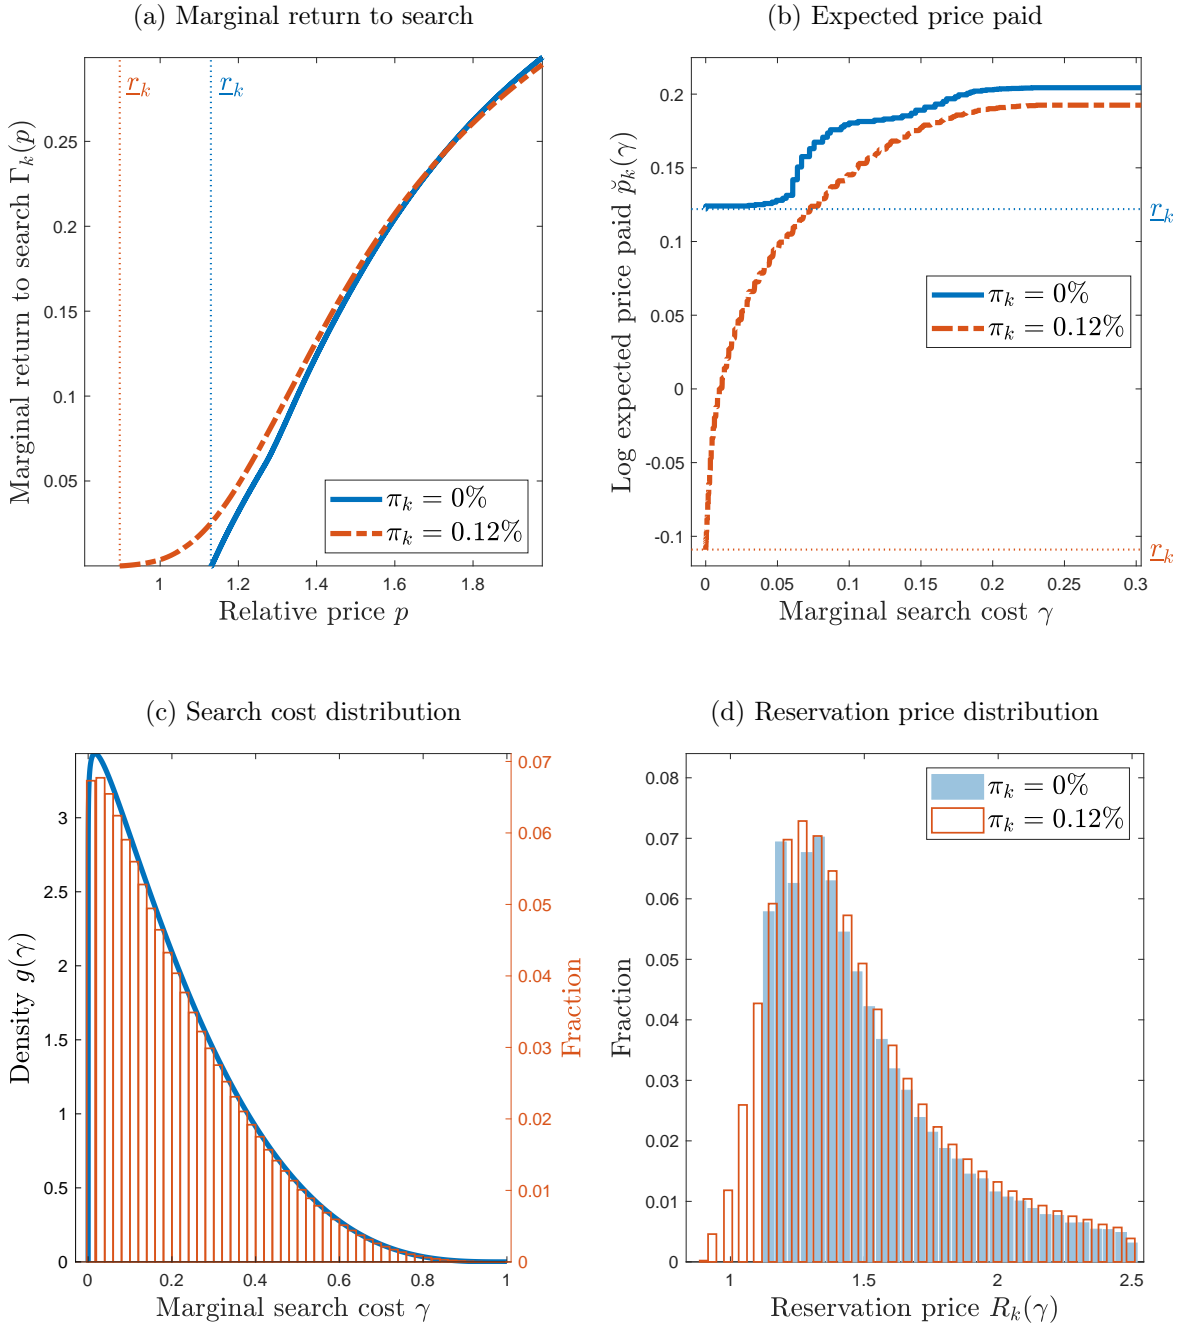 (a) Marginal return to search
r_k
r_k
Marginal return to search Γ_k(p)
0.25
0.2
0.15
0.1
0.05
π_k = 0%
π_k = 0.12%
1
1.2
1.4
1.6
1.8
Relative price p
(b) Expected price paid
Log expected price paid p̆_k(γ)
0.2
0.15
0.1
0.05
0
-0.05
-0.1
r_k
π_k = 0%
π_k = 0.12%
r_k
0
0.05
0.1
0.15
0.2
0.25
0.3
Marginal search cost γ
(c) Search cost distribution
Density g(γ)
3
2.5
2
1.5
1
0.5
0
0.07
0.06
0.05
0.04
0.03
0.02
0.01
0
Fraction
0
0.2
0.4
0.6
0.8
1
Marginal search cost γ
(d) Reservation price distribution
Fraction
0.08
0.07
0.06
0.05
0.04
0.03
0.02
0.01
0
π_k = 0%
π_k = 0.12%
1
1.5
2
2.5
Reservation price R_k(γ)